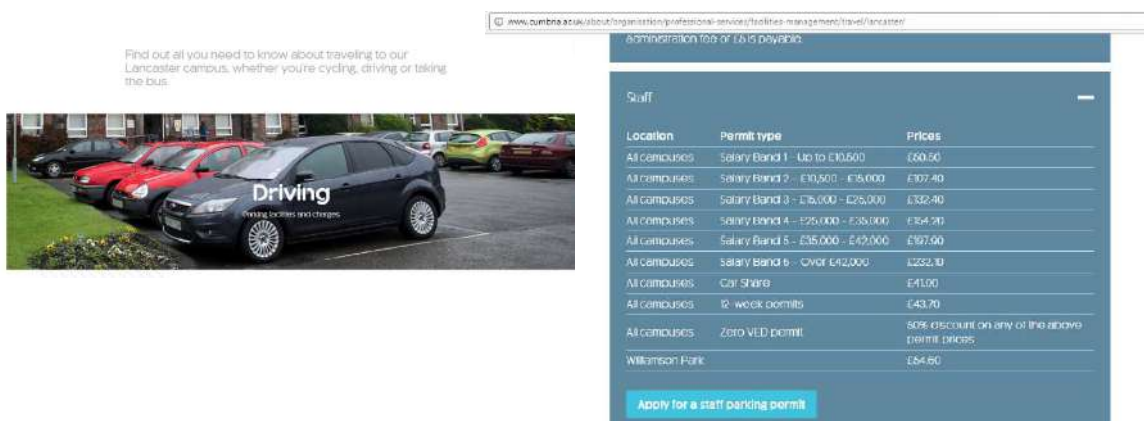 www.cumbria.ac.uk/about/organisation/professional-services/facilities-management/travel/lancaster/
Find out all you need to know about traveling to our
Lancaster campus, whether you're cycling, driving or taking
the bus.
Driving
Parking facilities and charges
administration fee of £5 is payable.
Staff
Location Permit type Prices
All campuses Salary Band 1 - Up to £10,500
All campuses Salary Band 2 - £10,500 - £15,000 £107.40
All campuses Salary Band 3 - £15,000 - £25,000 £132.40
All campuses Salary Band 4 - £25,000 - £35,000 £154.20
All campuses Salary Band 5 - £35,000 - £42,000 £197.90
All campuses Salary Band 6 - Over £42,000 £232.10
All campuses Car Share £41.00
All campuses 12-week permits £43.70
All campuses Zero VED permit 50% discount on any of the above
permit prices
Williamson Park £54.60
Apply for a staff parking permit